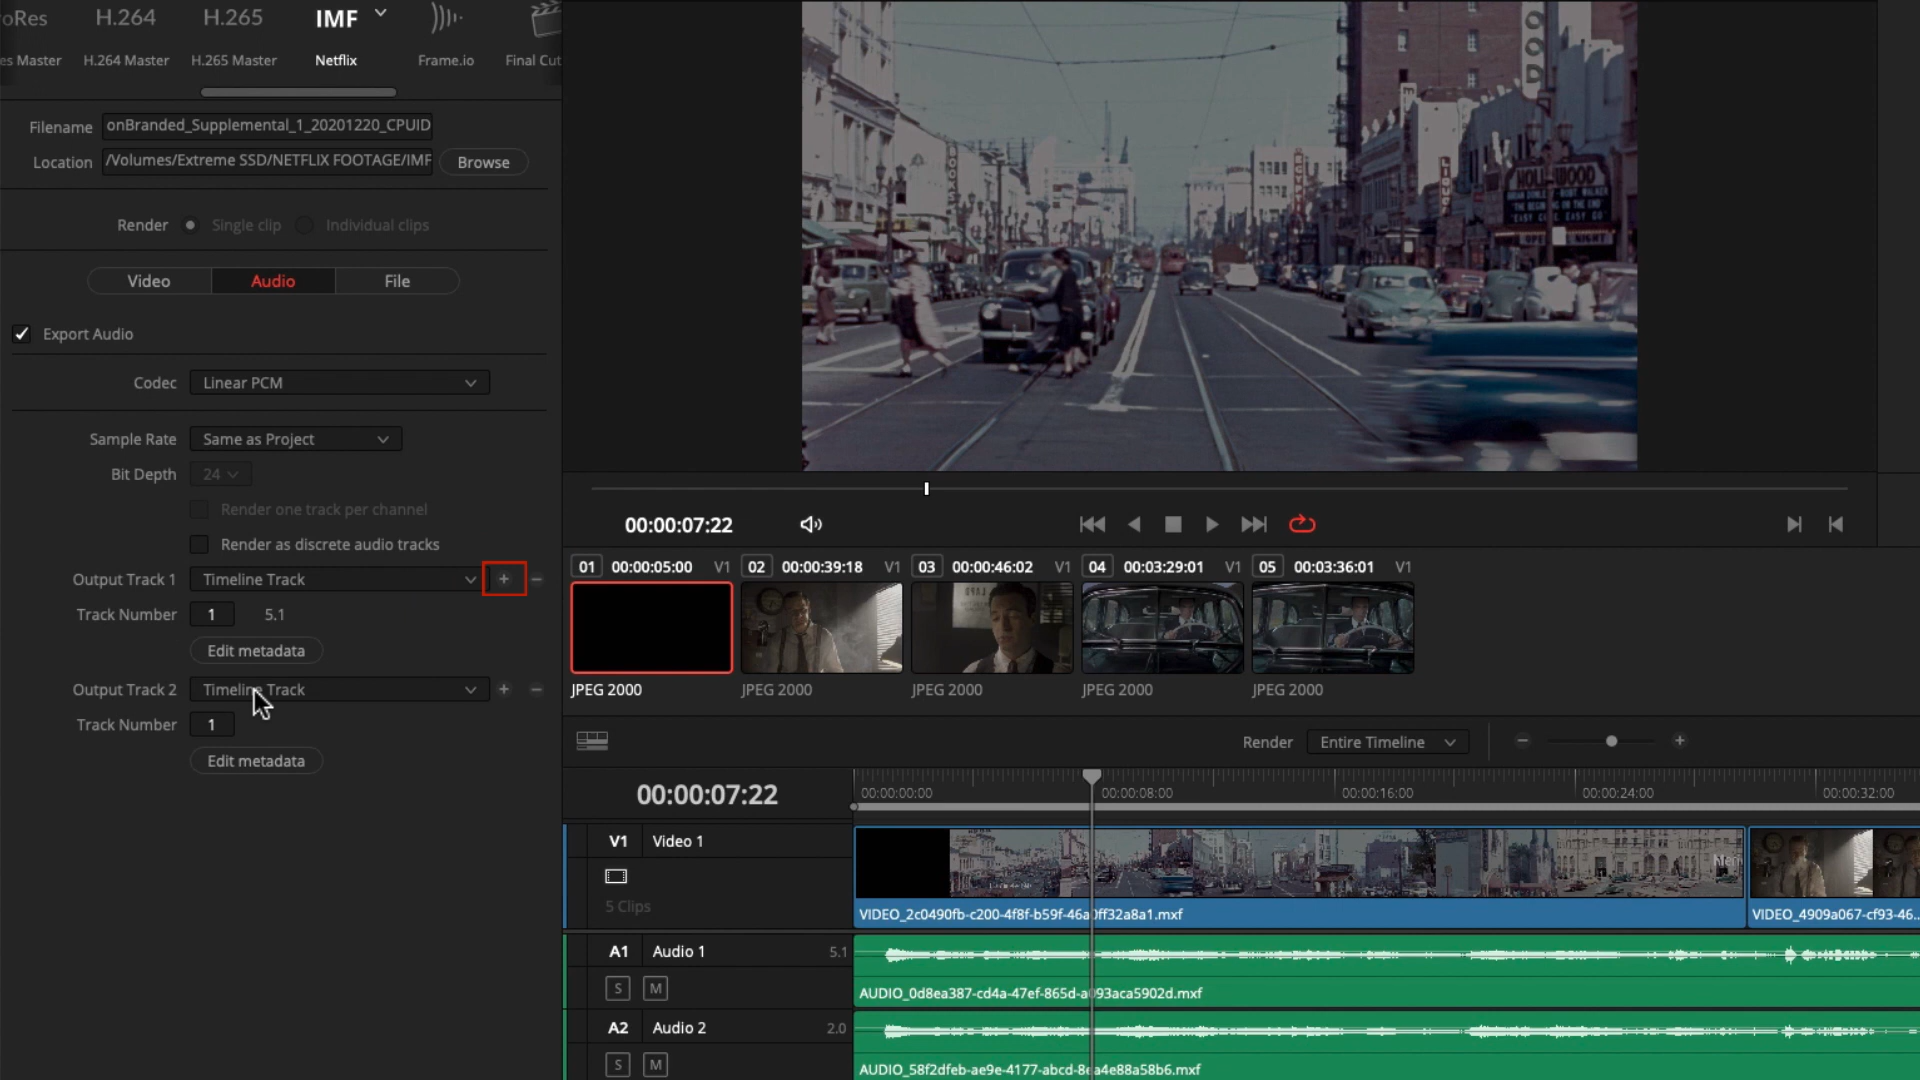 oRes H.264 H.265 IMF
es Master H.264 Master H.265 Master Netflix Frame.io Final Cut
Filename onBranded_Supplemental_1_20201220_CPUID
Location /Volumes/Extreme SSD/NETFLIX FOOTAGE/IMF Browse
Render Single clip Individual clips
Video Audio File
Export Audio
Codec Linear PCM
Sample Rate Same as Project
Bit Depth 24
Render one track per channel
Render as discrete audio tracks
Output Track 1 Timeline Track + −
Track Number 1 5.1
Edit metadata
Output Track 2 Timeline Track + −
Track Number 1
Edit metadata
HOLLYWOOD
00:00:07:22
01 00:00:05:00 V1 02 00:00:39:18 V1 03 00:00:46:02 V1 04 00:03:29:01 V1 05 00:03:36:01 V1
JPEG 2000 JPEG 2000 JPEG 2000 JPEG 2000 JPEG 2000
Render Entire Timeline − +
00:00:07:22 00:00:00:00 00:00:08:00 00:00:16:00 00:00:24:00 00:00:32:00
V1 Video 1
5 Clips
VIDEO_2c0490fb-c200-4f8f-b59f-46a0ff32a8a1.mxf VIDEO_4909a067-cf93-46..
A1 Audio 1 5.1
S M
AUDIO_0d8ea387-cd4a-47ef-865d-a093aca5902d.mxf
A2 Audio 2 2.0
S M
AUDIO_58f2dfeb-ae9e-4177-abcd-8ea4e88a58b6.mxf